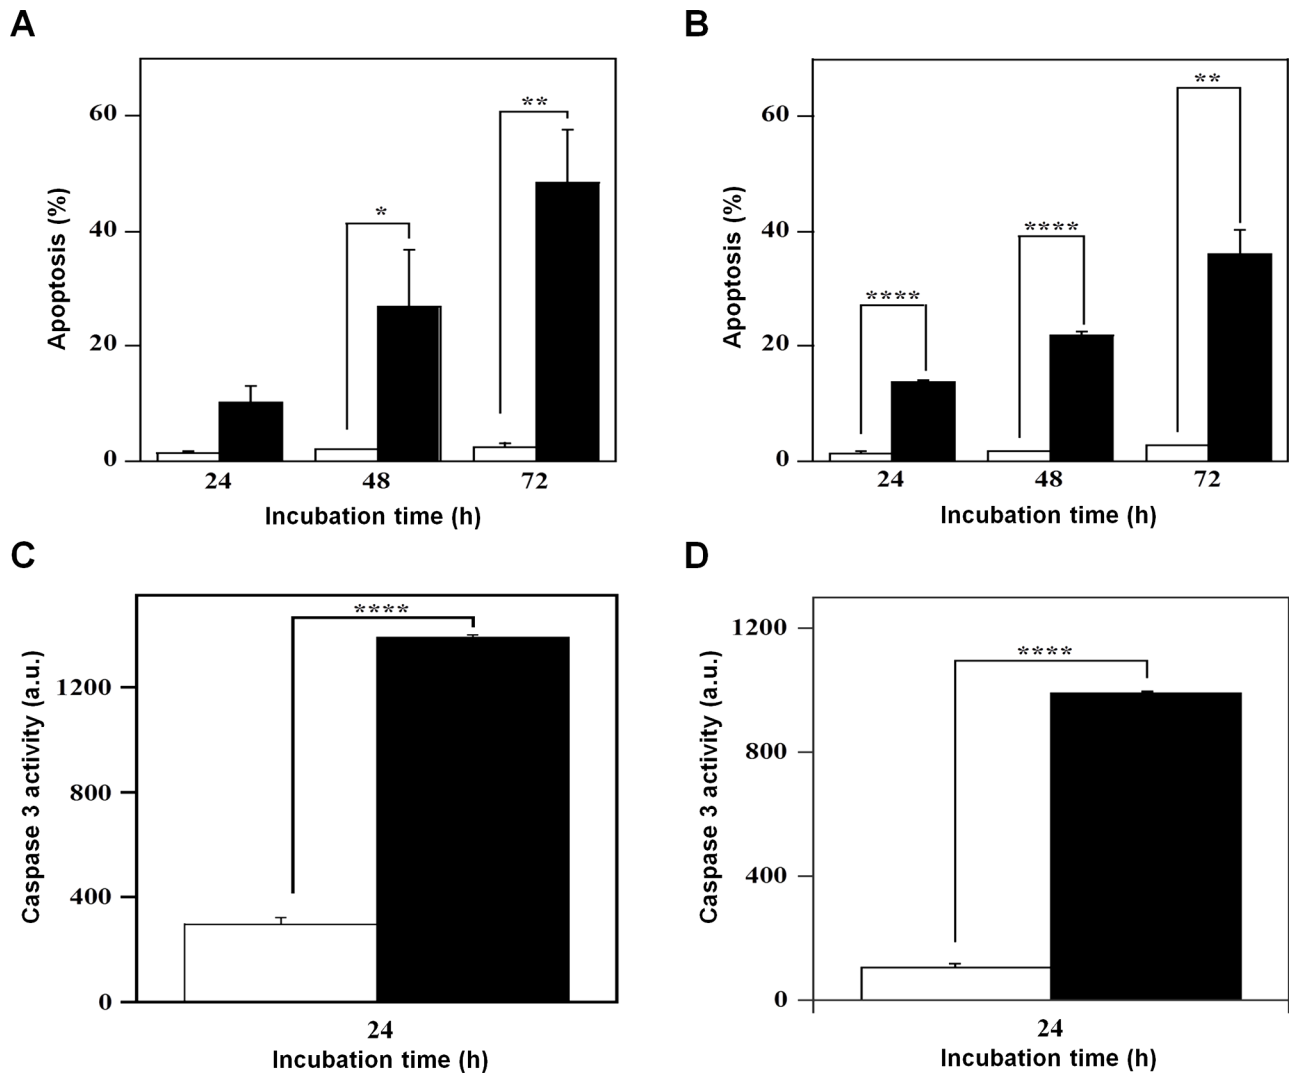 A
Apoptosis (%)
60
40
20
0
*
**
24 48 72
Incubation time (h)
B
Apoptosis (%)
60
40
20
0
****
****
**
24 48 72
Incubation time (h)
C
Caspase 3 activity (a.u.)
1200
800
400
0
****
24
Incubation time (h)
D
Caspase 3 activity (a.u.)
1200
800
400
0
****
24
Incubation time (h)